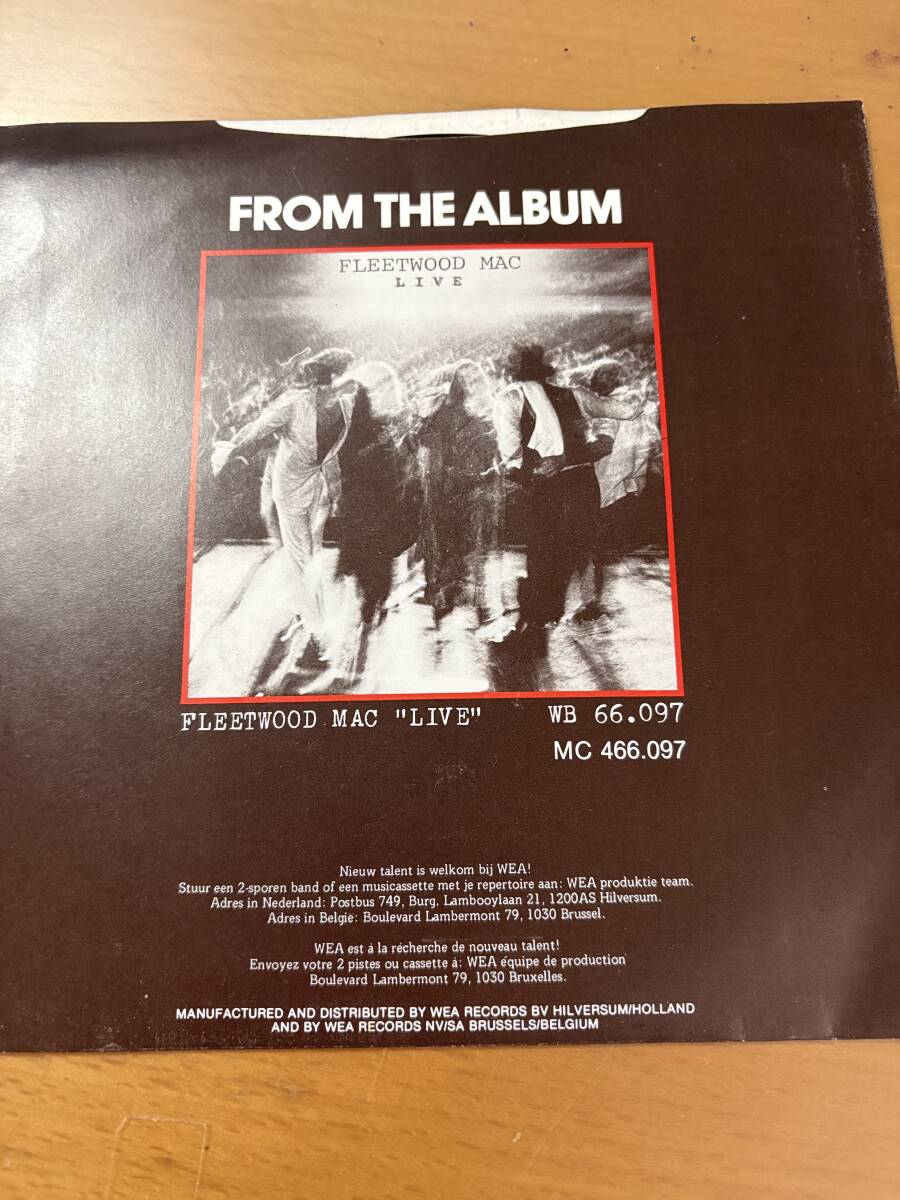 FROM THE ALBUM
FLEETWOOD MAC
LIVE
FLEETWOOD MAC "LIVE" WB 66.097
MC 466.097
Nieuw talent is welkom bij WEA!
Stuur een 2-sporen band of een musicassette met je repertoire aan: WEA produktie team.
Adres in Nederland: Postbus 749, Burg. Lambooylaan 21, 1200AS Hilversum.
Adres in Belgie: Boulevard Lambermont 79, 1030 Brussel.
WEA est á la récherche de nouveau talent!
Envoyez votre 2 pistes ou cassette á: WEA équipe de production
Boulevard Lambermont 79, 1030 Bruxelles.
MANUFACTURED AND DISTRIBUTED BY WEA RECORDS BV HILVERSUM/HOLLAND
AND BY WEA RECORDS NV/SA BRUSSELS/BELGIUM